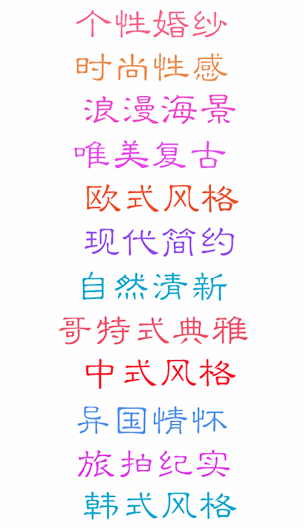 个性婚纱
时尚性感
浪漫海景
唯美复古
欧式风格
现代简约
自然清新
哥特式典雅
中式风格
异国情怀
旅拍纪实
韩式风格